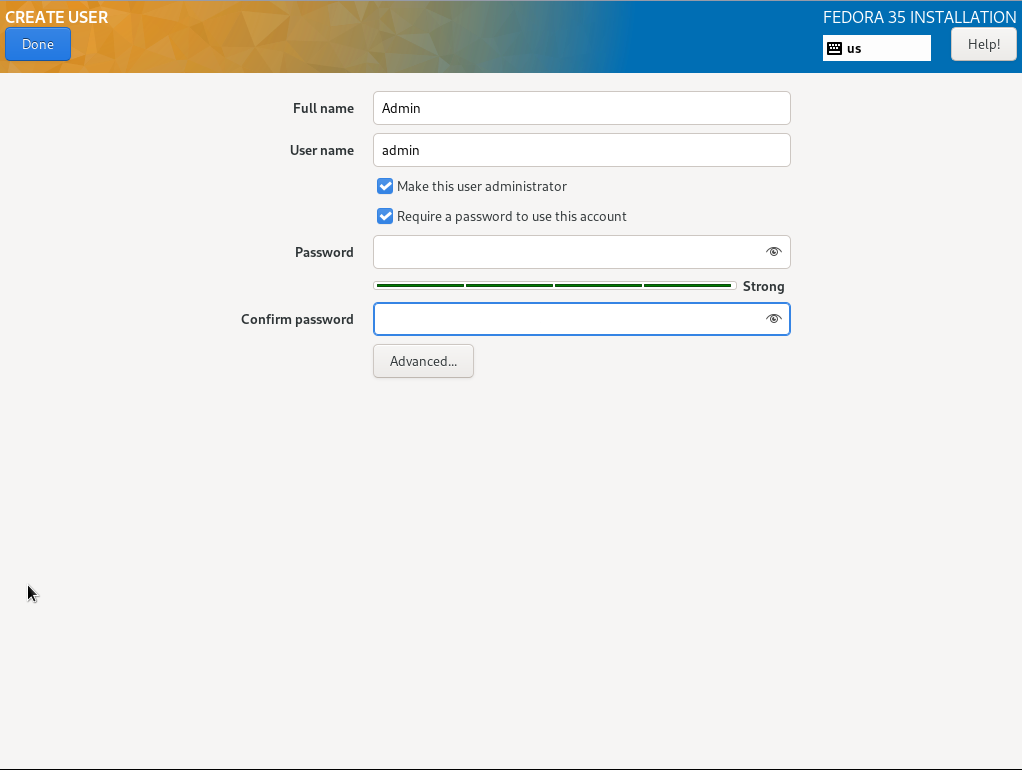 CREATE USER
FEDORA 35 INSTALLATION
Done
us
Help!
Full name
Admin
User name
admin
Make this user administrator
Require a password to use this account
Password
Strong
Confirm password
Advanced...